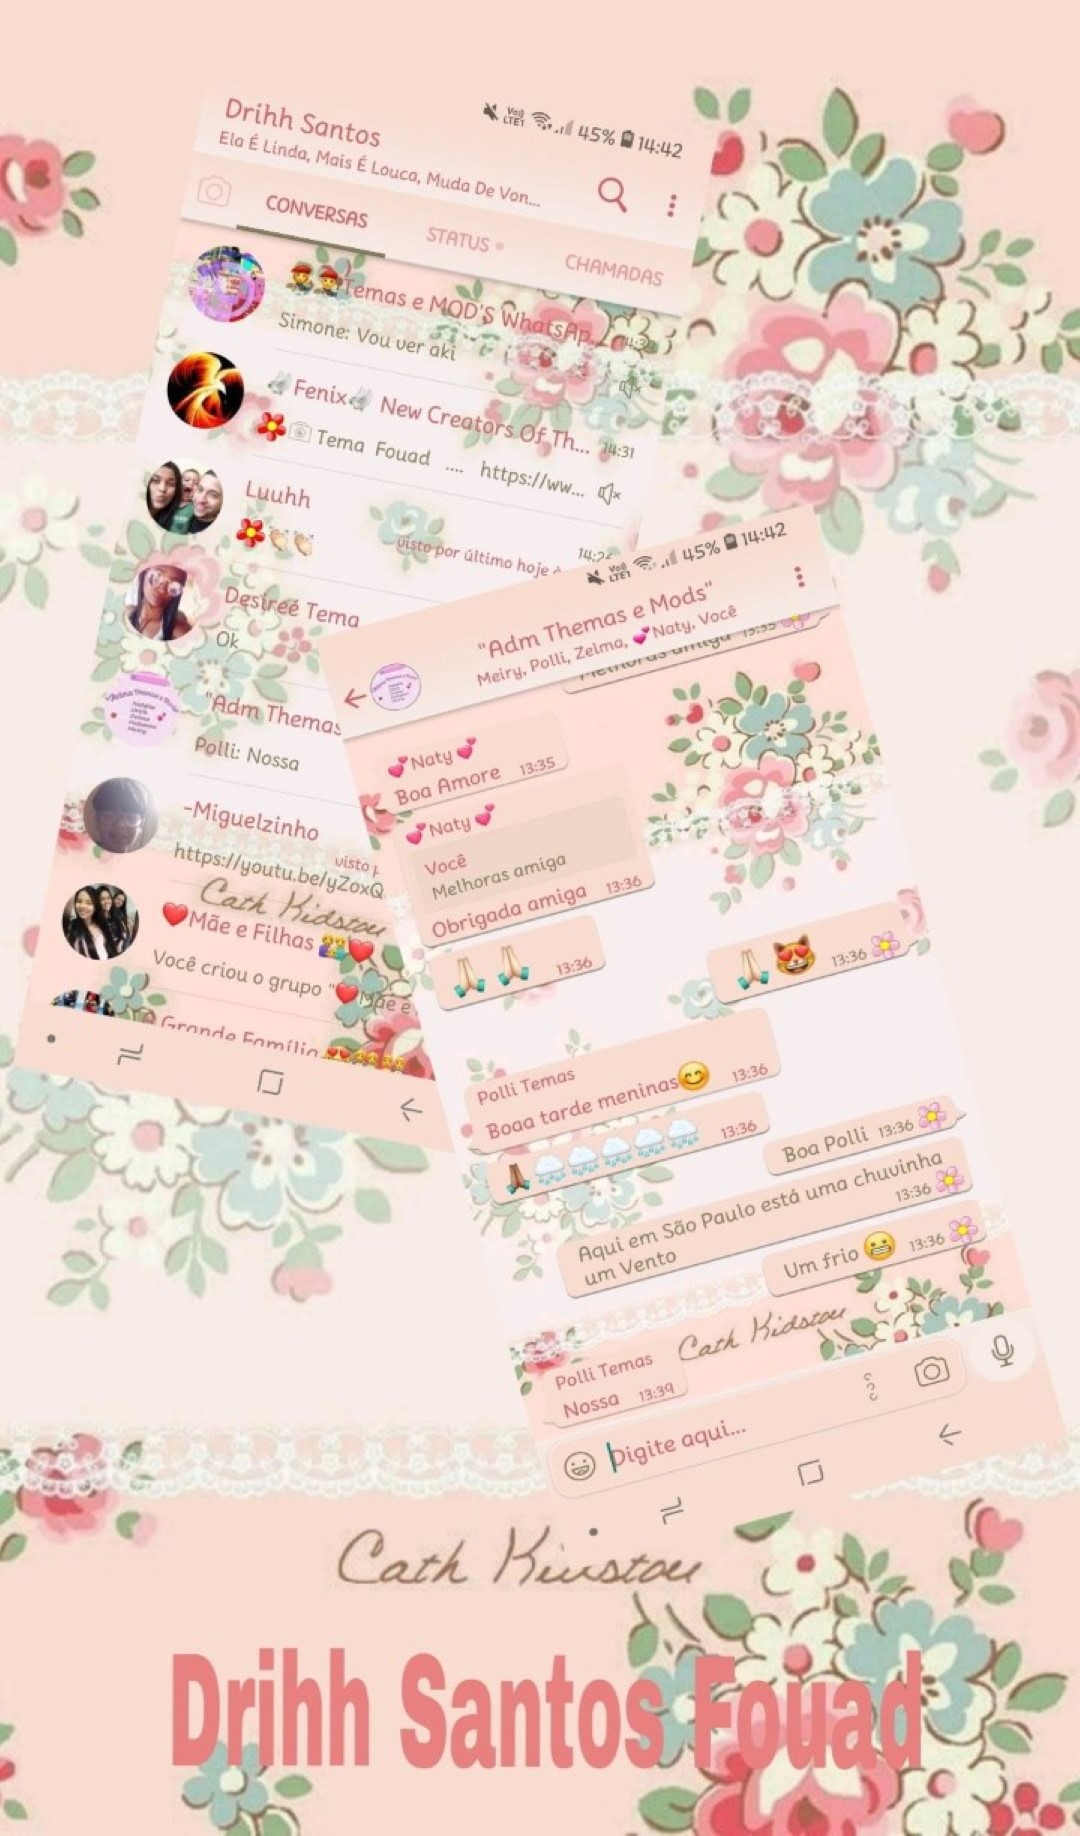 Vo))
LTE1
45%
14:42
Drihh Santos
Ela É Linda, Mais É Louca, Muda De Von...
CONVERSAS
STATUS
CHAMADAS
Temas e MOD'S WhatsAp...
Simone: Vou ver aki
Fenix New Creators Of Th...
14:31
Tema Fouad .... https://ww...
Luuhh
visto por último hoje
Desireé Tema
Ok
"Adm Themas
Polli: Nossa
-Miguelzinho
https://youtu.be/yZoxQ
Cath Kidston
Mãe e Filhas
Você criou o grupo "Mãe e
Grande Família
Vo))
LTE1
45%
14:42
"Adm Themas e Mods"
Meiry, Polli, Zelma, Naty, Você
Melhoras amiga 13:35
Naty
Boa Amore 13:35
Naty
Você
Melhoras amiga
Obrigada amiga 13:36
13:36
13:36
Polli Temas
Boaa tarde meninas 13:36
13:36
Boa Polli 13:36
Aqui em São Paulo está uma chuvinha
um Vento 13:36
Um frio 13:36
Cath Kidston
Polli Temas
Nossa 13:39
Digite aqui...
Cath Kinston
Drihh Santos Fouad